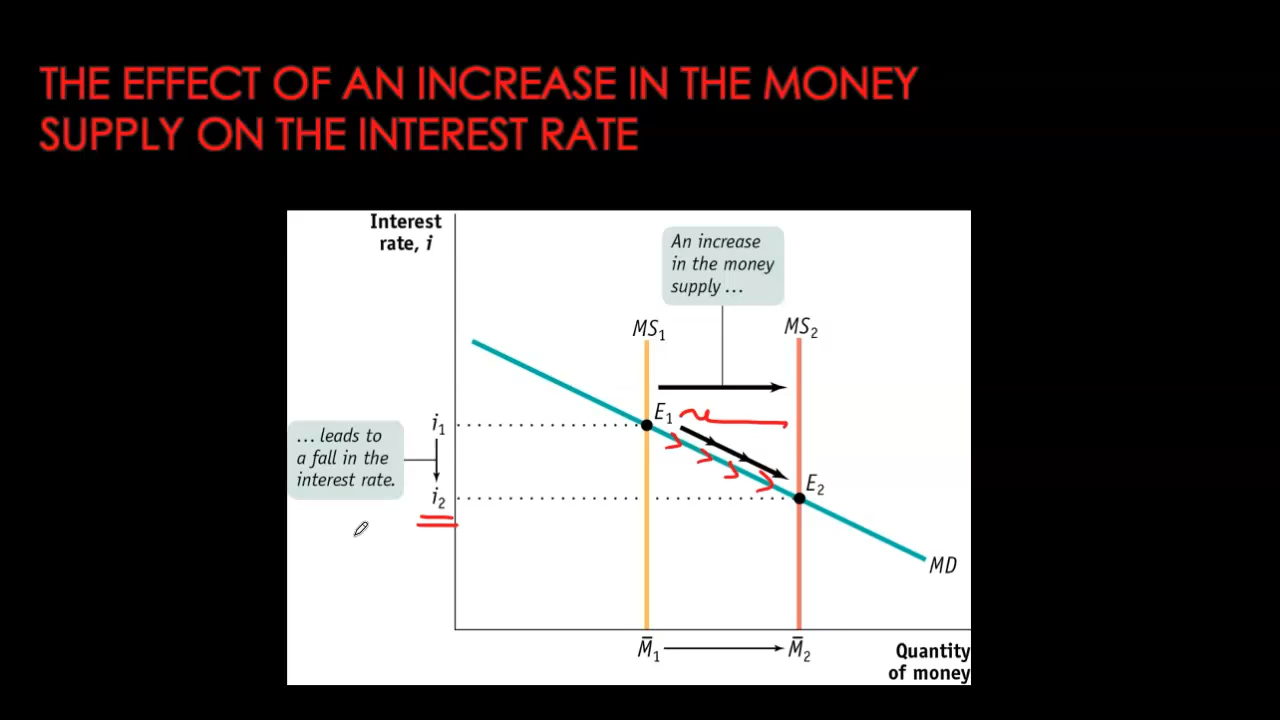 THE EFFECT OF AN INCREASE IN THE MONEY
SUPPLY ON THE INTEREST RATE
Interest
rate, i
An increase
in the money
supply ...
MS₁
MS₂
E₁
i₁
... leads to
a fall in the
interest rate.
i₂
E₂
MD
M̅₁
M̅₂
Quantity
of money